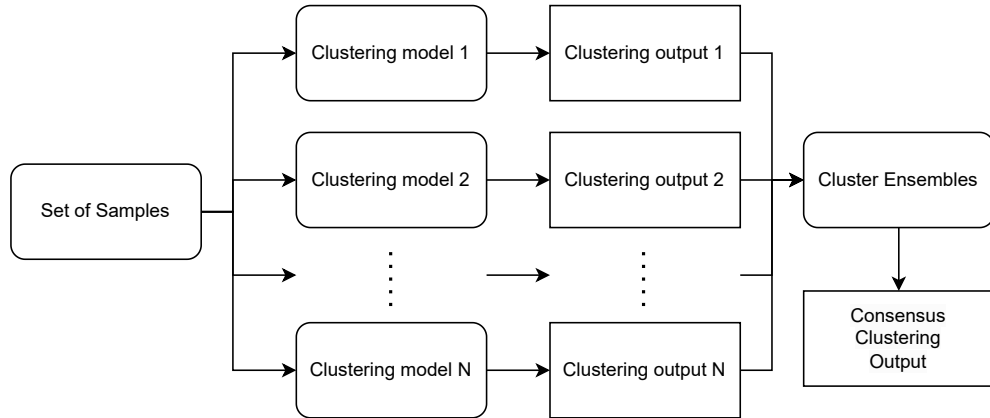 Clustering model 1
Clustering output 1
Clustering model 2
Clustering output 2
Cluster Ensembles
Set of Samples
Consensus
Clustering
Output
Clustering model N
Clustering output N